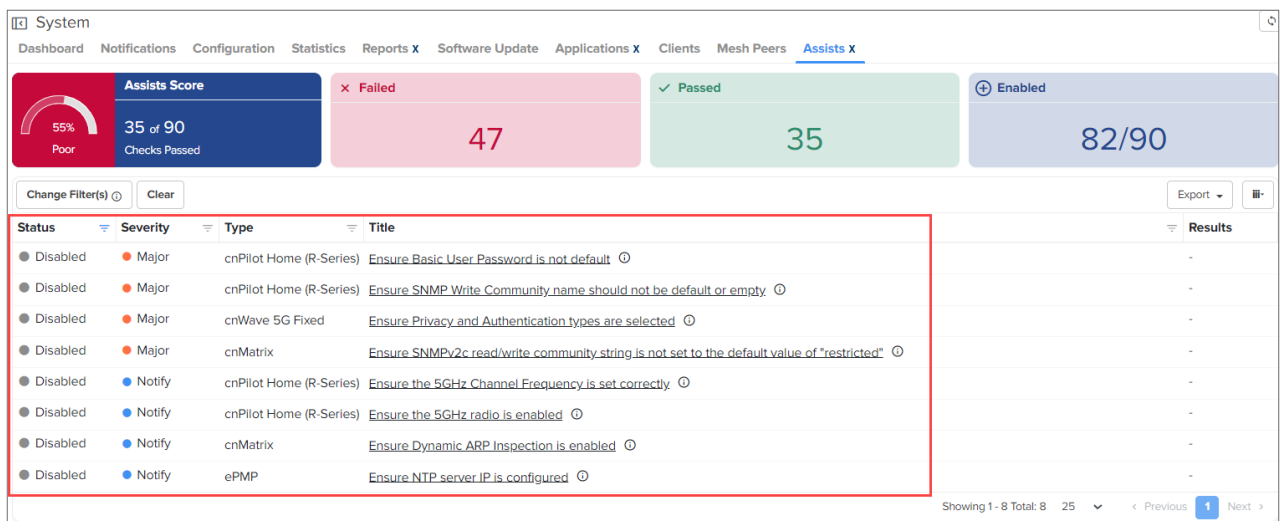 System
Dashboard Notifications Configuration Statistics Reports x Software Update Applications x Clients Mesh Peers Assists x
Assists Score
55%
Poor
35 of 90
Checks Passed
Failed
47
Passed
35
Enabled
82/90
Change Filter(s) Clear Export
Status Severity Type Title Results
Disabled Major cnPilot Home (R-Series) Ensure Basic User Password is not default -
Disabled Major cnPilot Home (R-Series) Ensure SNMP Write Community name should not be default or empty -
Disabled Major cnWave 5G Fixed Ensure Privacy and Authentication types are selected -
Disabled Major cnMatrix Ensure SNMPv2c read/write community string is not set to the default value of "restricted" -
Disabled Notify cnPilot Home (R-Series) Ensure the 5GHz Channel Frequency is set correctly -
Disabled Notify cnPilot Home (R-Series) Ensure the 5GHz radio is enabled -
Disabled Notify cnMatrix Ensure Dynamic ARP Inspection is enabled -
Disabled Notify ePMP Ensure NTP server IP is configured -
Showing 1 - 8 Total: 8 25 < Previous 1 Next >